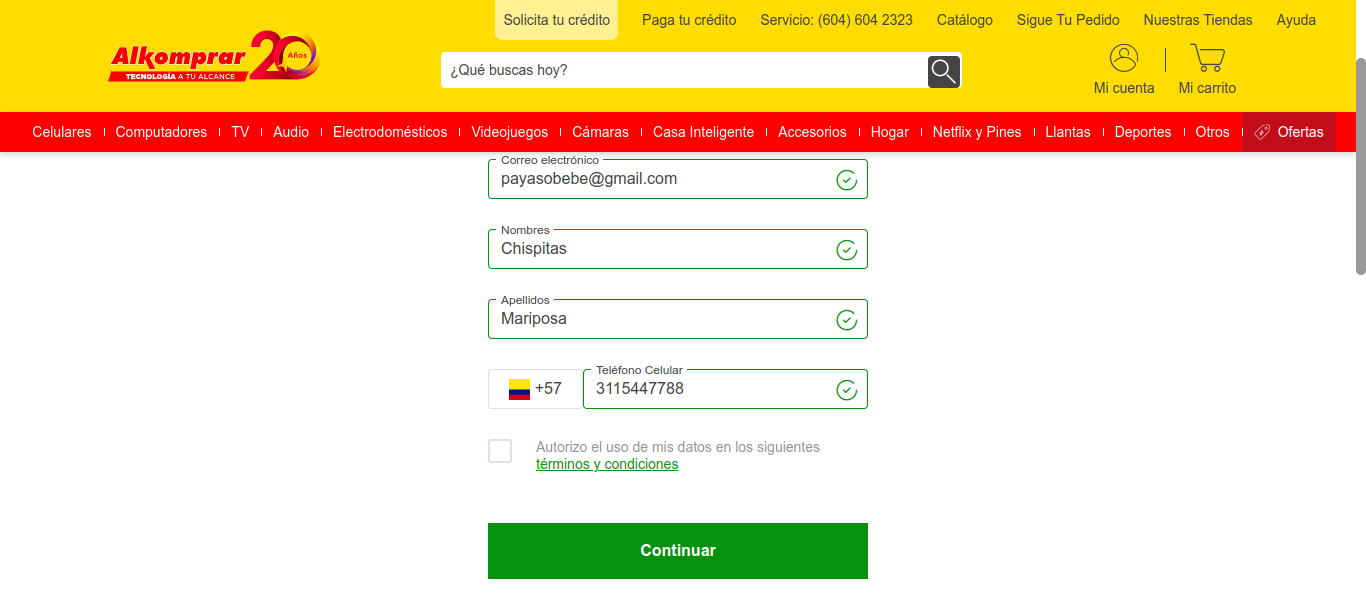 Solicita tu crédito Paga tu crédito Servicio: (604) 604 2323 Catálogo Sigue Tu Pedido Nuestras Tiendas Ayuda
Alkomprar 20 Años
TECNOLOGÍA A TU ALCANCE
¿Qué buscas hoy?
Mi cuenta Mi carrito
Celulares Computadores TV Audio Electrodomésticos Videojuegos Cámaras Casa Inteligente Accesorios Hogar Netflix y Pines Llantas Deportes Otros Ofertas
Correo electrónico
payasobebe@gmail.com
Nombres
Chispitas
Apellidos
Mariposa
Teléfono Celular
+57 3115447788
Autorizo el uso de mis datos en los siguientes
términos y condiciones
Continuar